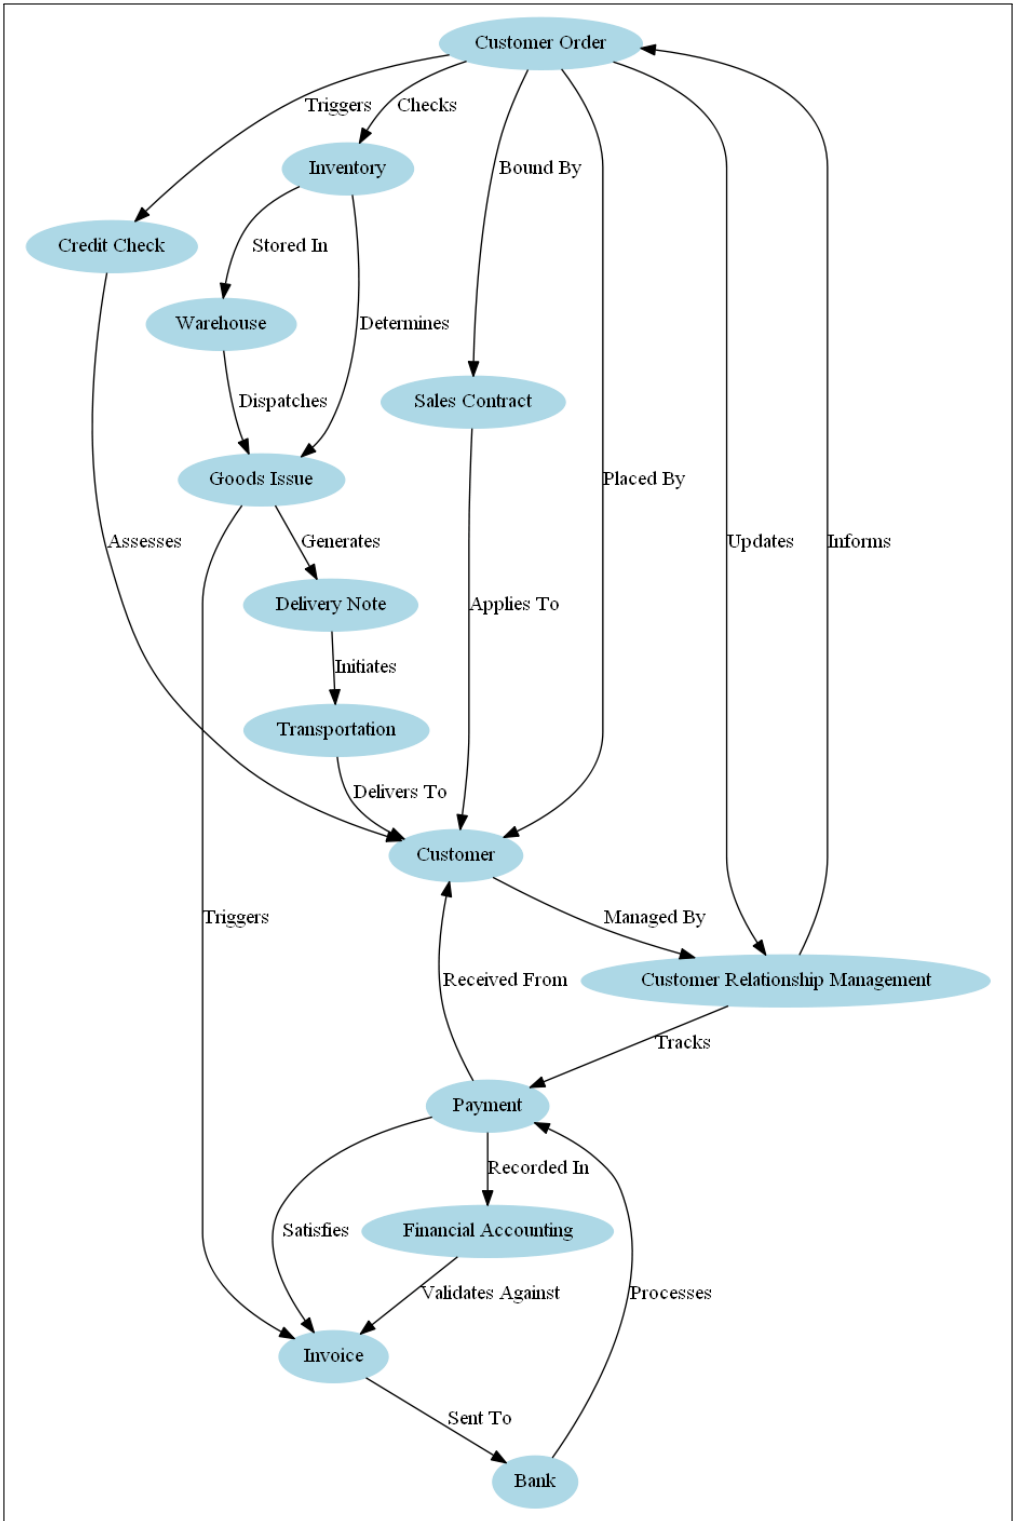 Customer Order
Triggers
Checks
Inventory
Bound By
Credit Check
Stored In
Warehouse
Determines
Dispatches
Sales Contract
Goods Issue
Placed By
Assesses
Generates
Updates
Informs
Delivery Note
Applies To
Initiates
Transportation
Delivers To
Customer
Triggers
Managed By
Received From
Customer Relationship Management
Tracks
Payment
Recorded In
Satisfies
Financial Accounting
Validates Against
Processes
Invoice
Sent To
Bank